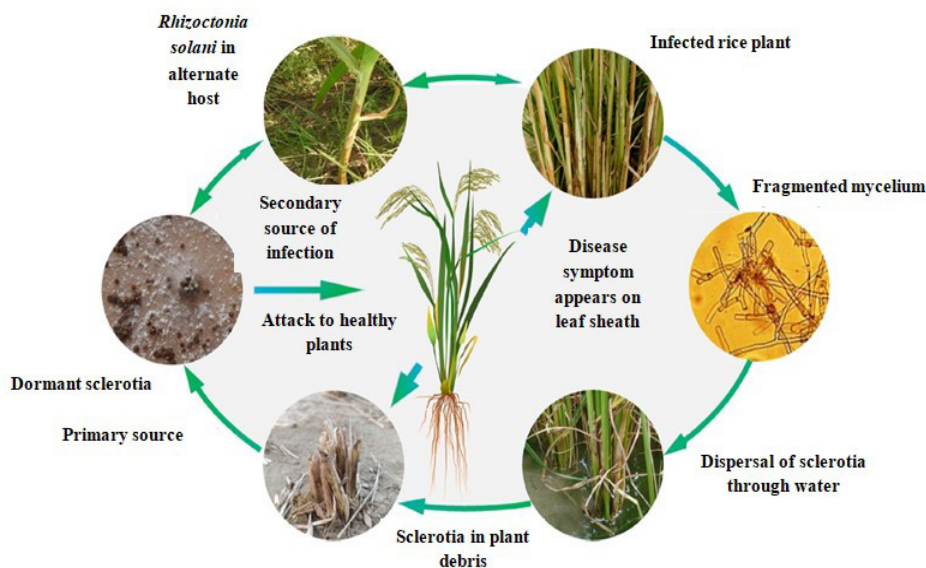 Rhizoctonia
solani in
alternate
host
Infected rice plant
Fragmented mycelium
Secondary
source of
infection
Disease
symptom
appears on
leaf sheath
Attack to healthy
plants
Dormant sclerotia
Primary source
Dispersal of sclerotia
through water
Sclerotia in plant
debris